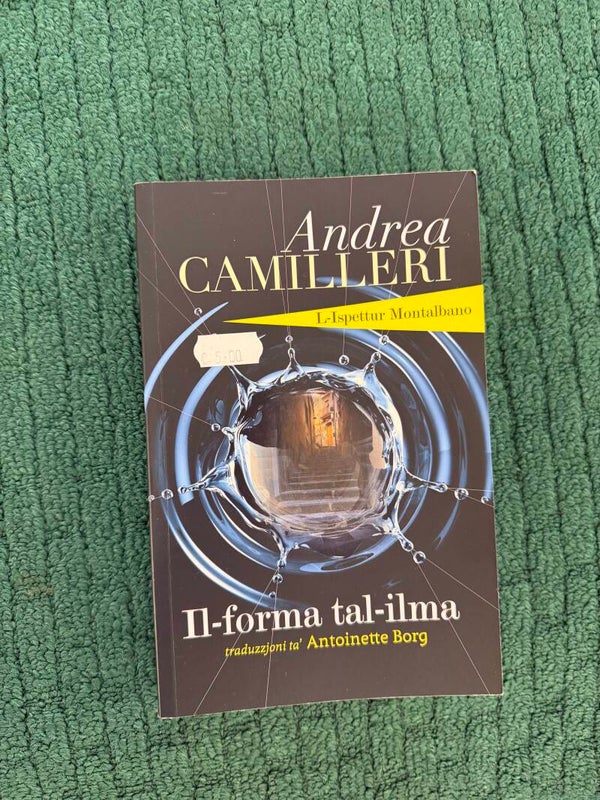 Andrea
CAMILLERI
L-Ispettur Montalbano
€ 5.00
Il-forma tal-ilma
traduzzjoni ta' Antoinette Borg